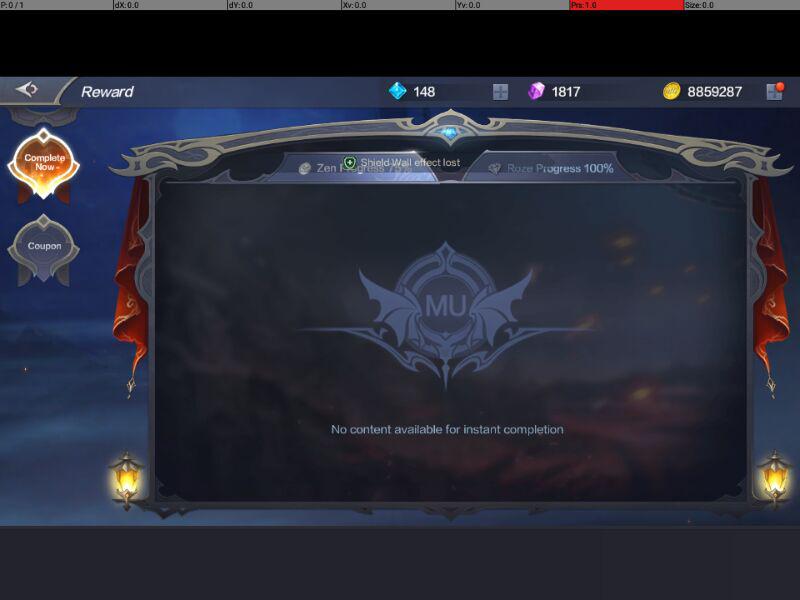 P: 0 / 1 dX: 0.0 dY: 0.0 Xv: 0.0 Yv: 0.0 Prs: 1.0 Size: 0.0
Reward 148 1817 8859287
Complete
Now
Shield Wall effect lost
Zen Progress Roze Progress 100%
Coupon
MU
No content available for instant completion